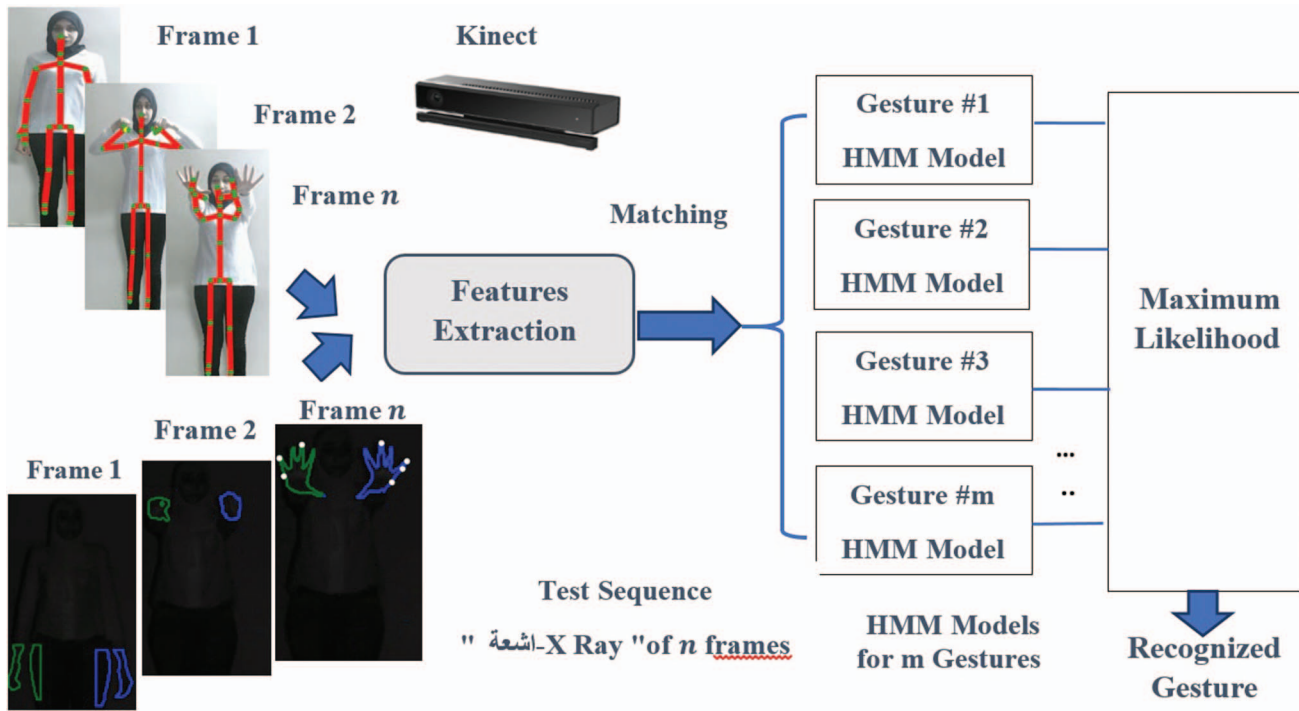 Frame 1
Frame 2
Frame n
Kinect
Matching
Features
Extraction
Gesture #1
HMM Model
Gesture #2
HMM Model
Gesture #3
HMM Model
...
..
Gesture #m
HMM Model
Maximum
Likelihood
Recognized
Gesture
Frame 1
Frame 2
Frame n
Test Sequence
" اشعة-X Ray "of n frames
HMM Models
for m Gestures